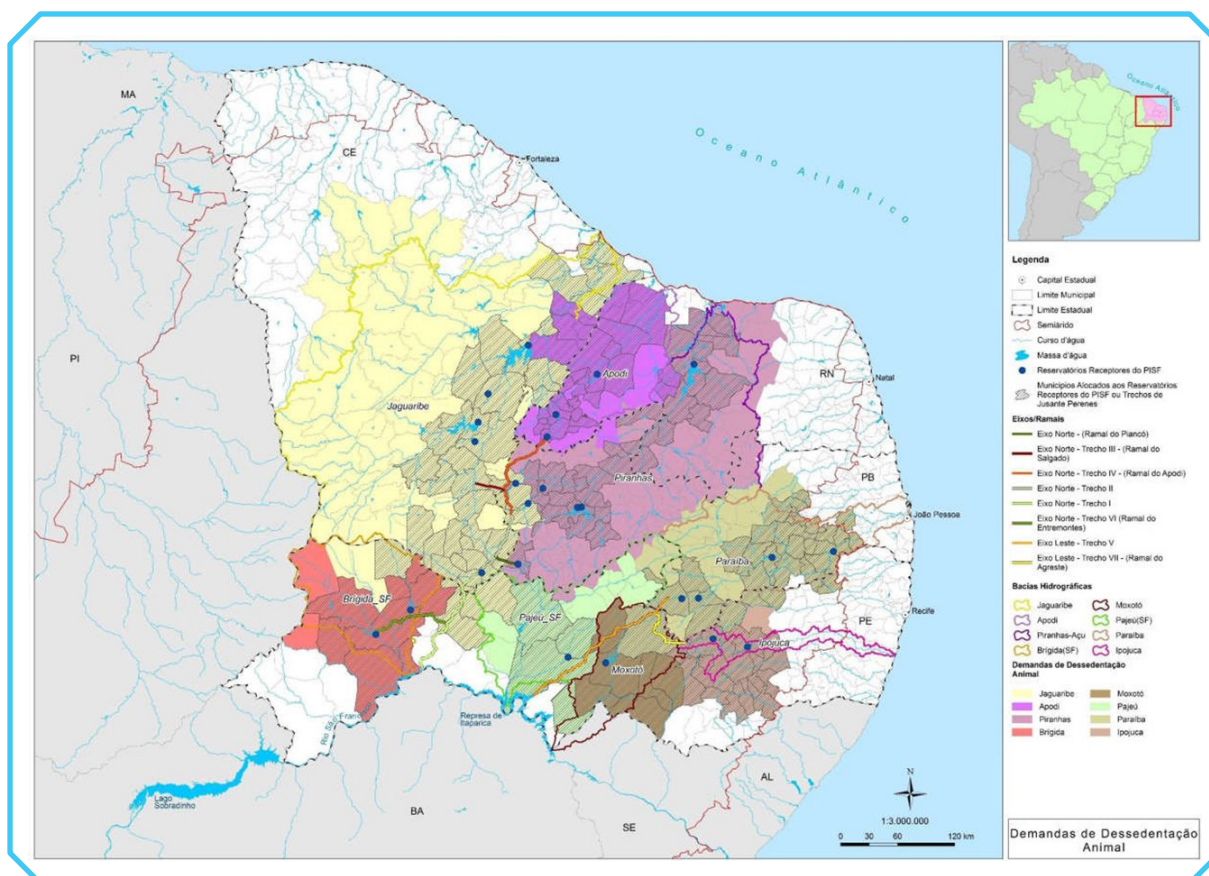 MA
CE
Fortaleza
Oceano Atlântico
PI
Jaguaribe
Apodi
RN
Natal
Piranhas
PB
João Pessoa
Paraíba
Brígida_SF
Pajeú_SF
Moxotó
Ipojuca
PE
Recife
Represa de
Itaparica
Lago
Sobradinho
BA
SE
AL
N
1:3.000.000
0 30 60 120 km
Oceano Atlântico
Legenda
Capital Estadual
Limite Municipal
Limite Estadual
Semiárido
Curso d'água
Massa d'água
Reservatórios Receptores do PISF
Municípios Alocados aos Reservatórios
Receptores do PISF ou Trechos de
Jusante Perenes
Eixos/Ramais
Eixo Norte - (Ramal do Piancó)
Eixo Norte - Trecho III - (Ramal do
Salgado)
Eixo Norte - Trecho IV - (Ramal do Apodi)
Eixo Norte - Trecho II
Eixo Norte - Trecho I
Eixo Norte - Trecho VI (Ramal do
Entremontes)
Eixo Leste - Trecho V
Eixo Leste - Trecho VII - (Ramal do
Agreste)
Bacias Hidrográficas
Jaguaribe Moxotó
Apodi Pajeú(SF)
Piranhas-Açu Paraíba
Brígida(SF) Ipojuca
Demandas de Dessedentação
Animal
Jaguaribe Moxotó
Apodi Pajeú
Piranhas Paraíba
Brígida Ipojuca
Demandas de Dessedentação
Animal